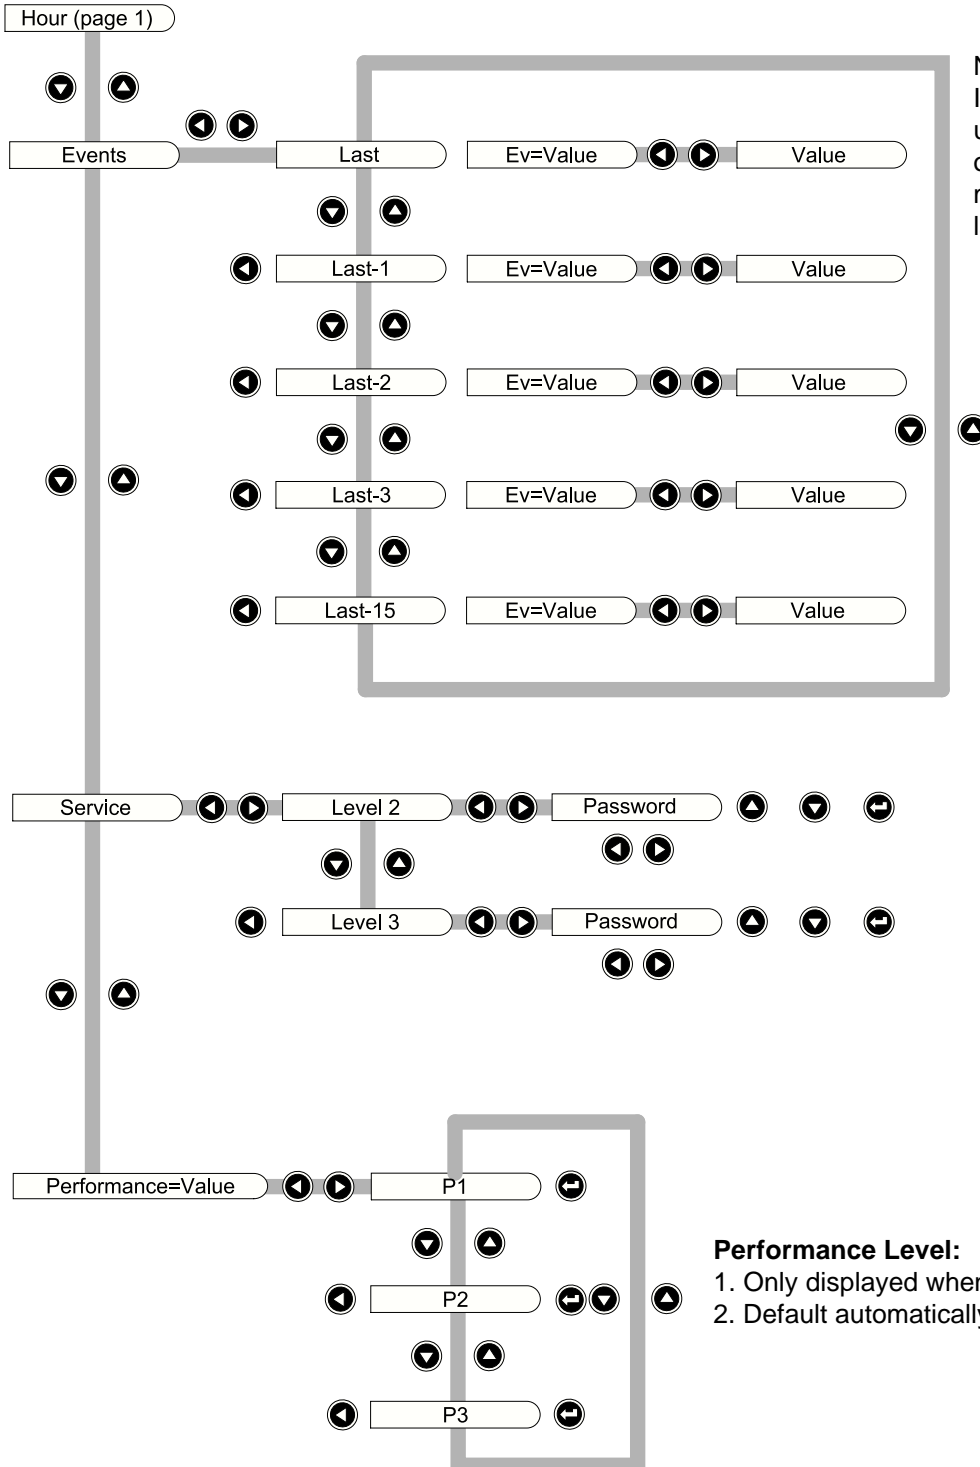 Hour (page 1)
Events
Last
Ev=Value
Value
Last-1
Ev=Value
Value
Last-2
Ev=Value
Value
Last-3
Ev=Value
Value
Last-15
Ev=Value
Value
Service
Level 2
Password
Level 3
Password
Performance=Value
P1
P2
P3
Performance Level:
1. Only displayed when
2. Default automatically